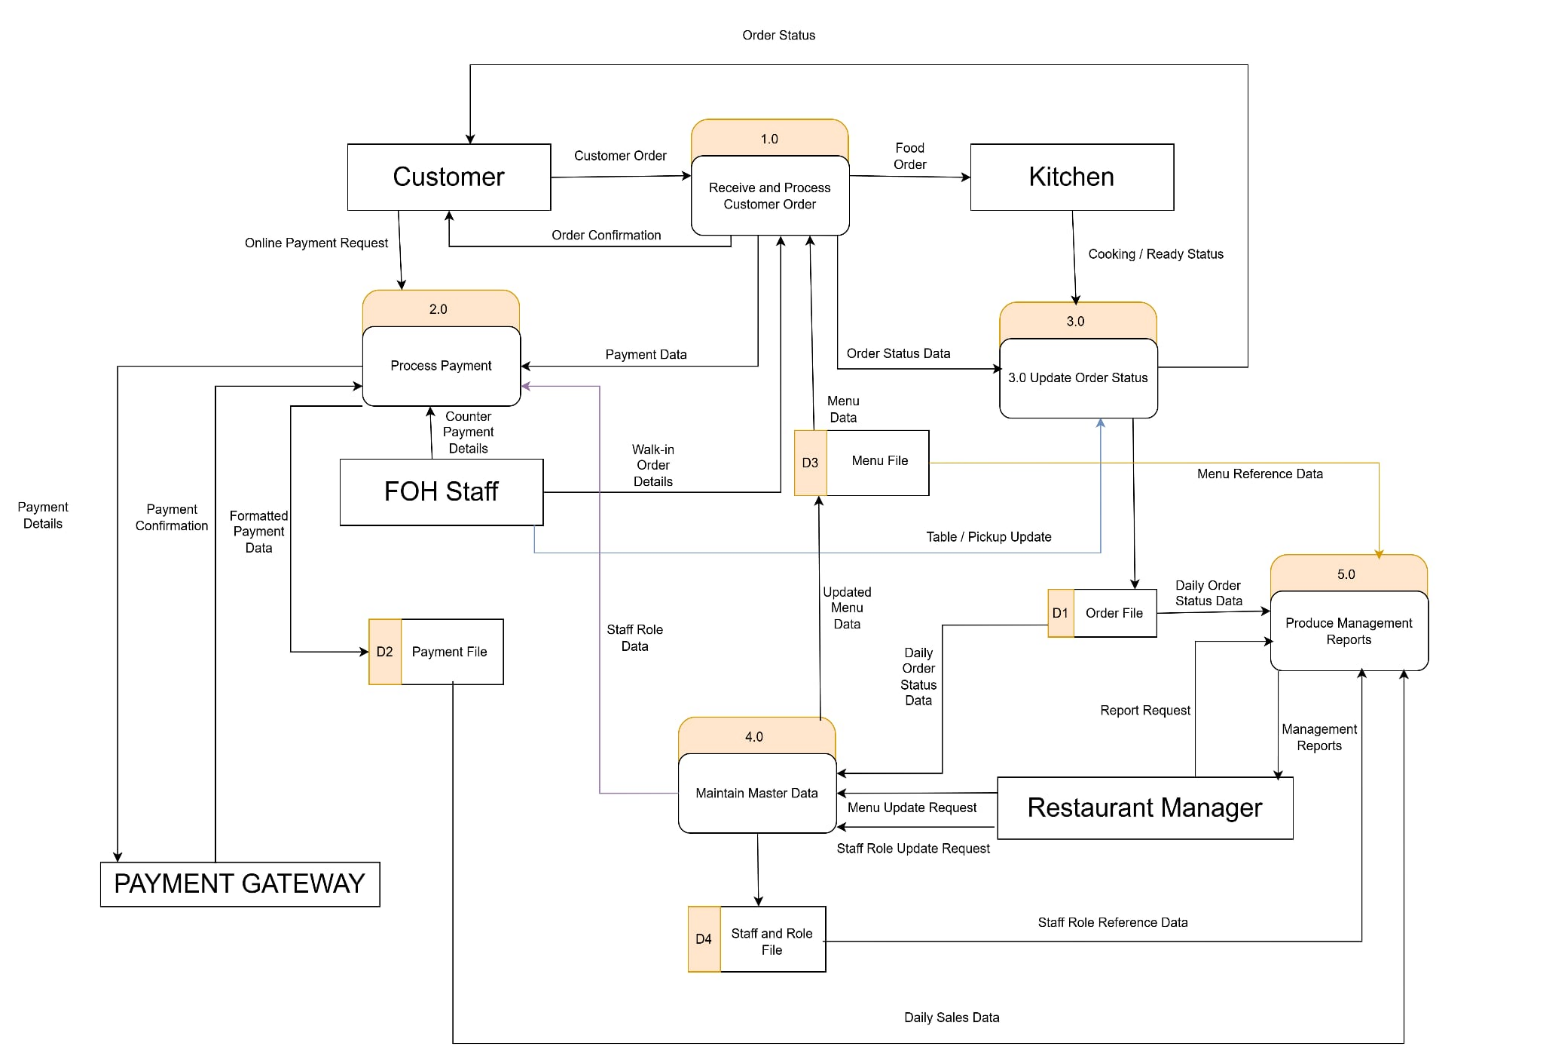 Order Status
1.0
Customer
Customer Order
Receive and Process
Customer Order
Food
Order
Kitchen
Online Payment Request
Order Confirmation
Cooking / Ready Status
2.0
Process Payment
Payment Data
Order Status Data
3.0
3.0 Update Order Status
Counter
Payment
Details
Menu
Data
FOH Staff
Walk-in
Order
Details
D3
Menu File
Menu Reference Data
Payment
Details
Payment
Confirmation
Formatted
Payment
Data
Table / Pickup Update
5.0
Produce Management
Reports
Updated
Menu
Data
D1
Order File
Daily Order
Status Data
D2
Payment File
Staff Role
Data
Daily
Order
Status
Data
Report Request
Management
Reports
4.0
Maintain Master Data
Menu Update Request
Staff Role Update Request
Restaurant Manager
PAYMENT GATEWAY
D4
Staff and Role
File
Staff Role Reference Data
Daily Sales Data